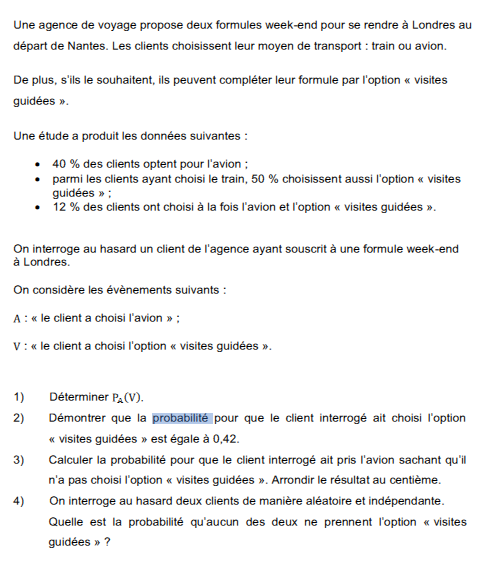 Une agence de voyage propose deux formules week-end pour se rendre à Londres au
départ de Nantes. Les clients choisissent leur moyen de transport : train ou avion.
De plus, s'ils le souhaitent, ils peuvent compléter leur formule par l'option « visites
guidées ».
Une étude a produit les données suivantes :
• 40 % des clients optent pour l'avion ;
• parmi les clients ayant choisi le train, 50 % choisissent aussi l'option « visites
guidées » ;
• 12 % des clients ont choisi à la fois l'avion et l'option « visites guidées ».
On interroge au hasard un client de l'agence ayant souscrit à une formule week-end
à Londres.
On considère les évènements suivants :
A : « le client a choisi l'avion » ;
V : « le client a choisi l'option « visites guidées ».
1) Déterminer P_A(V).
2) Démontrer que la probabilité pour que le client interrogé ait choisi l'option
« visites guidées » est égale à 0,42.
3) Calculer la probabilité pour que le client interrogé ait pris l'avion sachant qu'il
n'a pas choisi l'option « visites guidées ». Arrondir le résultat au centième.
4) On interroge au hasard deux clients de manière aléatoire et indépendante.
Quelle est la probabilité qu'aucun des deux ne prennent l'option « visites
guidées » ?